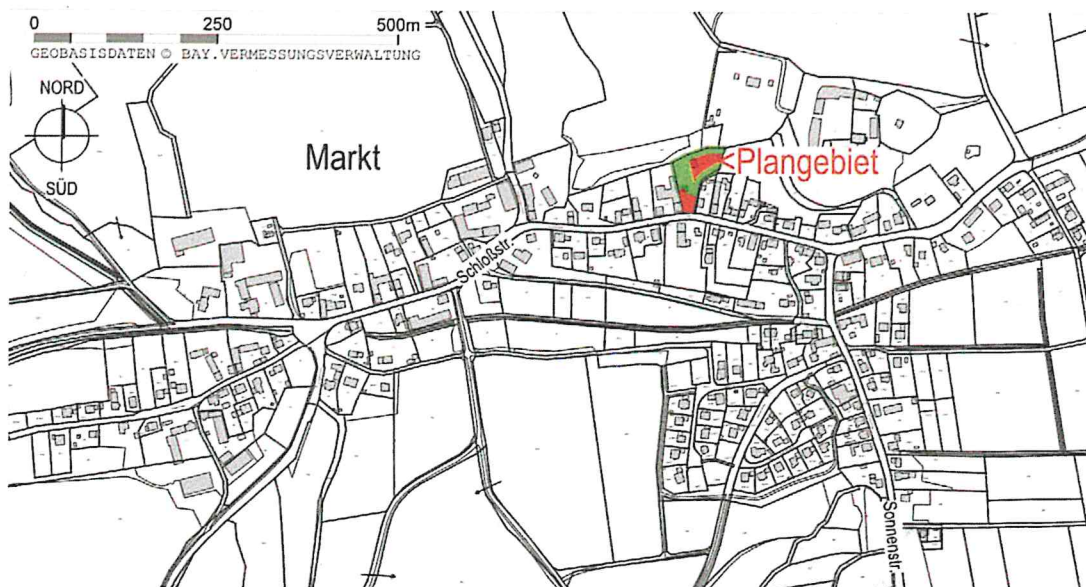 0 250 500m
GEOBASISDATEN © BAY.VERMESSUNGSVERWALTUNG
NORD
SÜD
Markt
<Plangebiet
Schloßstr.
Sonnenstr.